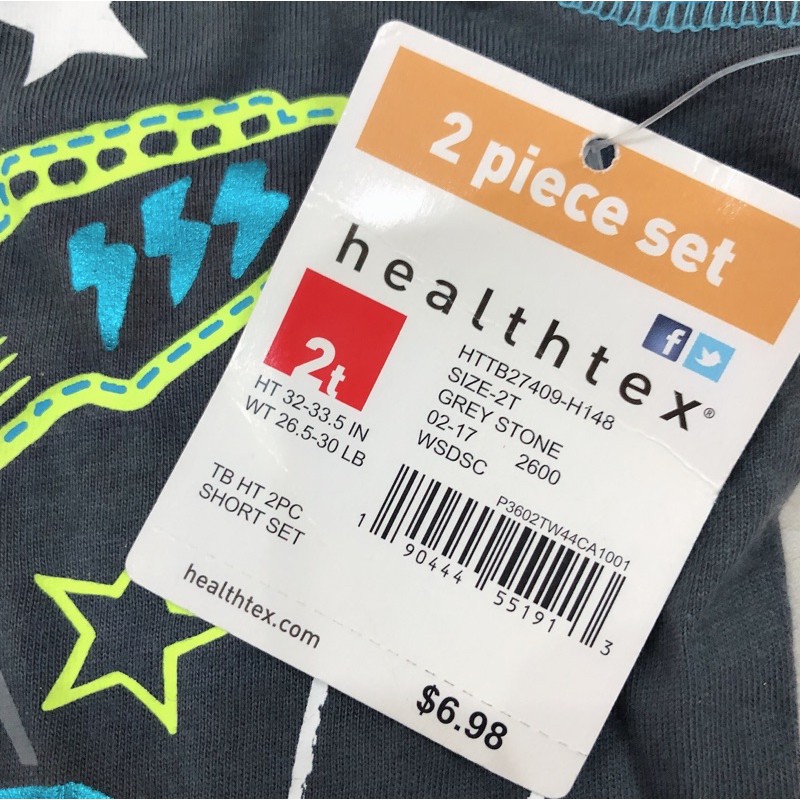 2 piece set
healthtex®
2t
HT 32-33.5 IN
WT 26.5-30 LB
HTTB27409-H148
SIZE-2T
GREY STONE
02-17 2600
WSDSC
TB HT 2PC
SHORT SET
P3602TW44CA1001
1 90444 55191 3
healthtex.com
$6.98